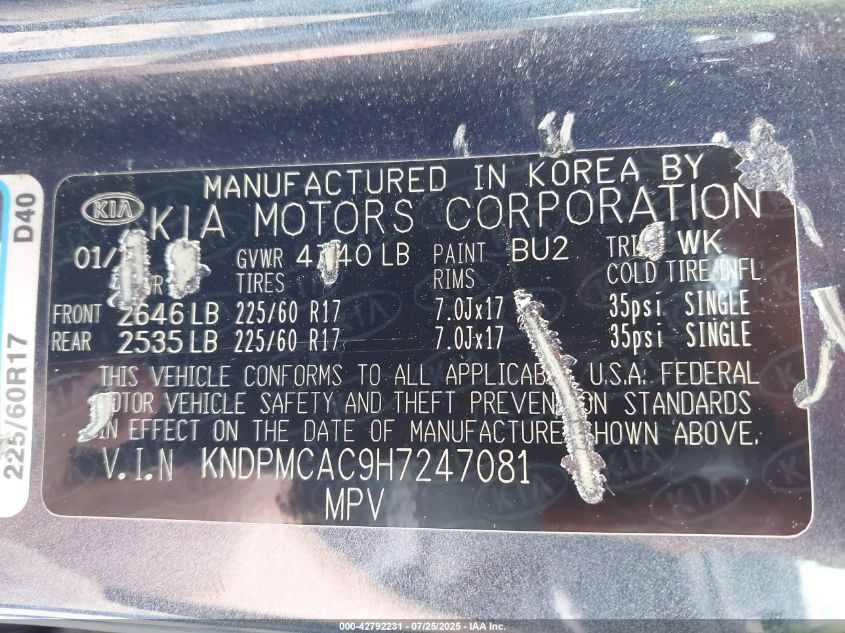 D40
225/60R17
MANUFACTURED IN KOREA BY
KIA KIA MOTORS CORPORATION
GVWR LB PAINT BU2 WK
TIRES RIMS COLD TIRE INFL
FRONT 2646 LB 225/60 R17 7.0Jx17 35psi SINGLE
REAR 2535 LB 225/60 R17 7.0Jx17 35psi SINGLE
THIS VEHICLE CONFORMS TO ALL U.S.A. FEDERAL
VEHICLE SAFETY AND THEFT STANDARDS
IN EFFECT ON THE DATE OF MANUFACTURE SHOWN ABOVE.
V.I.N KNDPMCAC9H7247081
MPV
000-42792231 - 07/25/2025 - IAA Inc.